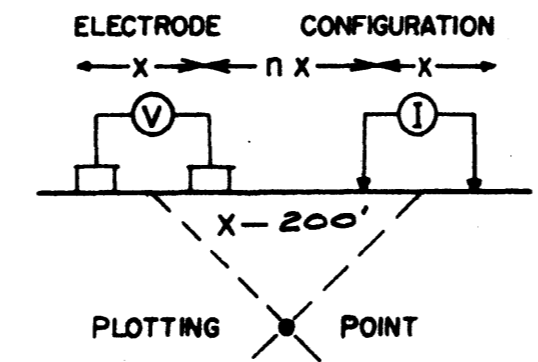 ELECTRODE CONFIGURATION
x n x x
V I
X - 200'
PLOTTING POINT